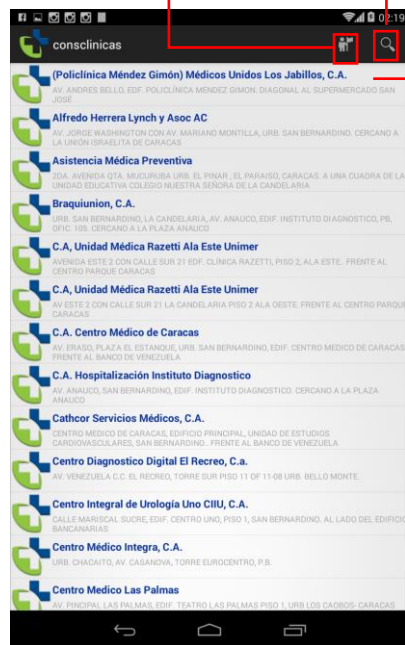 02:19
consclinicas
(Policlínica Méndez Gimón) Médicos Unidos Los Jabillos, C.A.
AV. ANDRES BELLO, EDF. POLICLÍNICA MENDEZ GIMON. DIAGONAL AL SUPERMERCADO SAN
JOSÉ
Alfredo Herrera Lynch y Asoc AC
AV. JORGE WASHINGTON CON AV. MARIANO MONTILLA, URB. SAN BERNARDINO. CERCANO A
LA UNIÓN ISRAELITA DE CARACAS
Asistencia Médica Preventiva
2DA. AVENIDA QTA. MUCURUBA URB. EL PINAR , EL PARAISO, CARACAS. A UNA CUADRA DE LA
UNIDAD EDUCATIVA COLEGIO NUESTRA SEÑORA DE LA CANDELARIA
Braquiunion, C.A.
URB. SAN BERNARDINO, LA CANDELARIA, AV. ANAUCO, EDIF. INSTITUTO DIAGNOSTICO, PB,
OFIC. 105. CERCANO A LA PLAZA ANAUCO
C.A, Unidad Médica Razetti Ala Este Unimer
AVENIDA ESTE 2 CON CALLE SUR 21 EDF. CLÍNICA RAZETTI, PISO 2, ALA ESTE. FRENTE AL
CENTRO PARQUE CARACAS
C.A, Unidad Médica Razetti Ala Este Unimer
AV ESTE 2 CON CALLE SUR 21 LA CANDELARIA PISO 2 ALA OESTE. FRENTE AL CENTRO PARQUE
CARACAS
C.A. Centro Médico de Caracas
AV. ERASO, PLAZA EL ESTANQUE, URB. SAN BERNARDINO, EDIF. CENTRO MEDICO DE CARACAS
FRENTE AL BANCO DE VENEZUELA
C.A. Hospitalización Instituto Diagnostico
AV. ANAUCO, SAN BERNARDINO, EDIF. INSTITUTO DIAGNOSTICO. CERCANO A LA PLAZA
ANAUCO
Cathcor Servicios Médicos, C.A.
CENTRO MEDICO DE CARACAS, EDIFICIO PRINCIPAL, UNIDAD DE ESTUDIOS
CARDIOVASCULARES, SAN BERNARDINO.. FRENTE AL BANCO DE VENEZUELA
Centro Diagnostico Digital El Recreo, C.a.
AV. VENEZUELA C.C. EL RECREO, TORRE SUR PISO 11 OF 11-08 URB. BELLO MONTE.
Centro Integral de Urología Uno CIIU, C.A.
CALLE MARISCAL SUCRE, EDIF. CENTRO UNO, PISO 1, SAN BERNARDINO. AL LADO DEL EDIFICIO
BANCANARIAS
Centro Médico Integra, C.A.
URB. CHACAITO, AV. CASANOVA, TORRE EUROCENTRO, P.B.
Centro Medico Las Palmas
AV. PINCIPAL LAS PALMAS, EDIF. TEATRO LAS PALMAS PISO 1, URB LOS CAOBOS- CARACAS